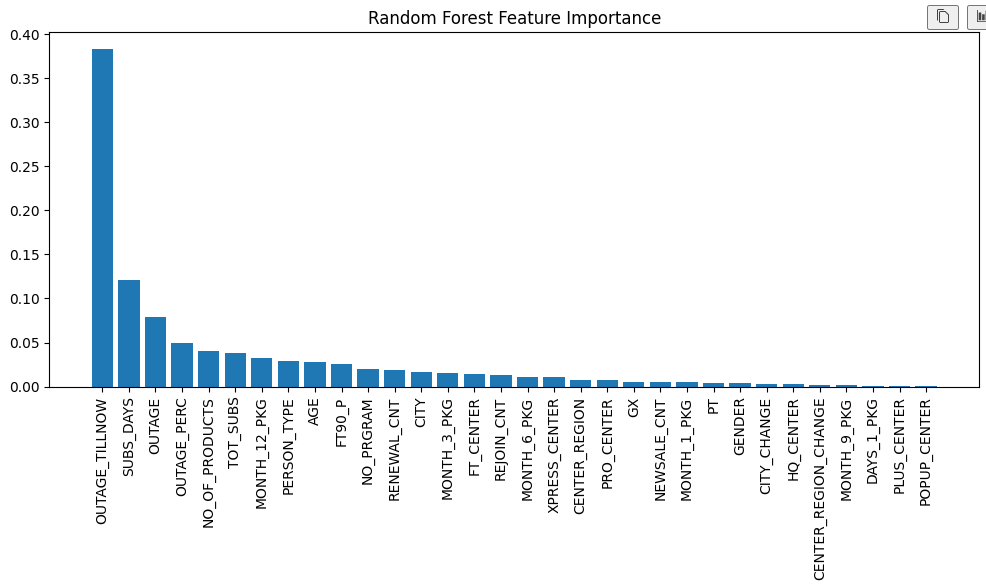 Random Forest Feature Importance
0.40
0.35
0.30
0.25
0.20
0.15
0.10
0.05
0.00
OUTAGE_TILLNOW
SUBS_DAYS
OUTAGE
OUTAGE_PERC
NO_OF_PRODUCTS
TOT_SUBS
MONTH_12_PKG
PERSON_TYPE
AGE
FT90_P
NO_PRGRAM
RENEWAL_CNT
CITY
MONTH_3_PKG
FT_CENTER
REJOIN_CNT
MONTH_6_PKG
XPRESS_CENTER
CENTER_REGION
PRO_CENTER
GX
NEWSALE_CNT
MONTH_1_PKG
PT
GENDER
CITY_CHANGE
HQ_CENTER
CENTER_REGION_CHANGE
MONTH_9_PKG
DAYS_1_PKG
PLUS_CENTER
POPUP_CENTER